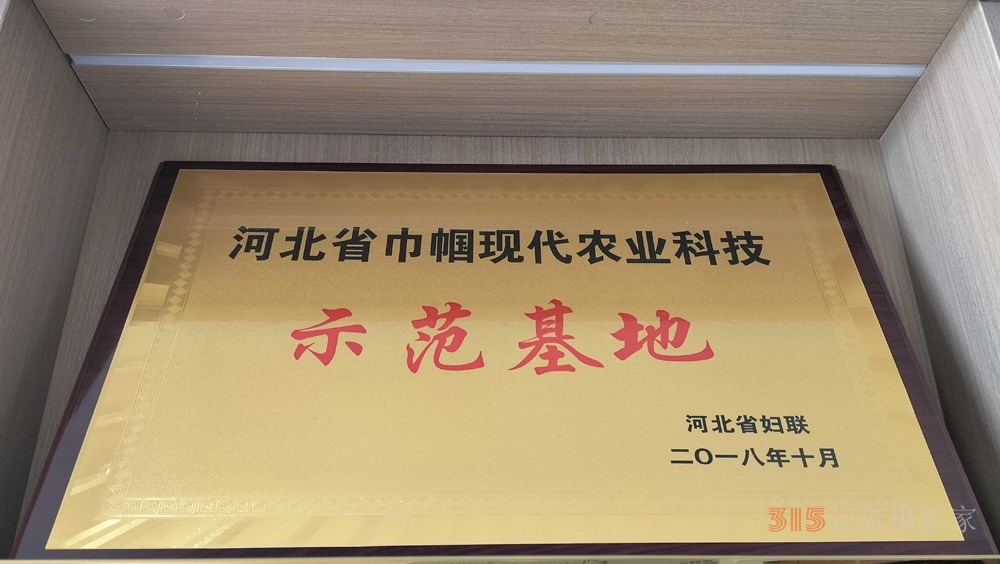 河北省巾帼现代农业科技
示范基地
河北省妇联
二〇一八年十月
315